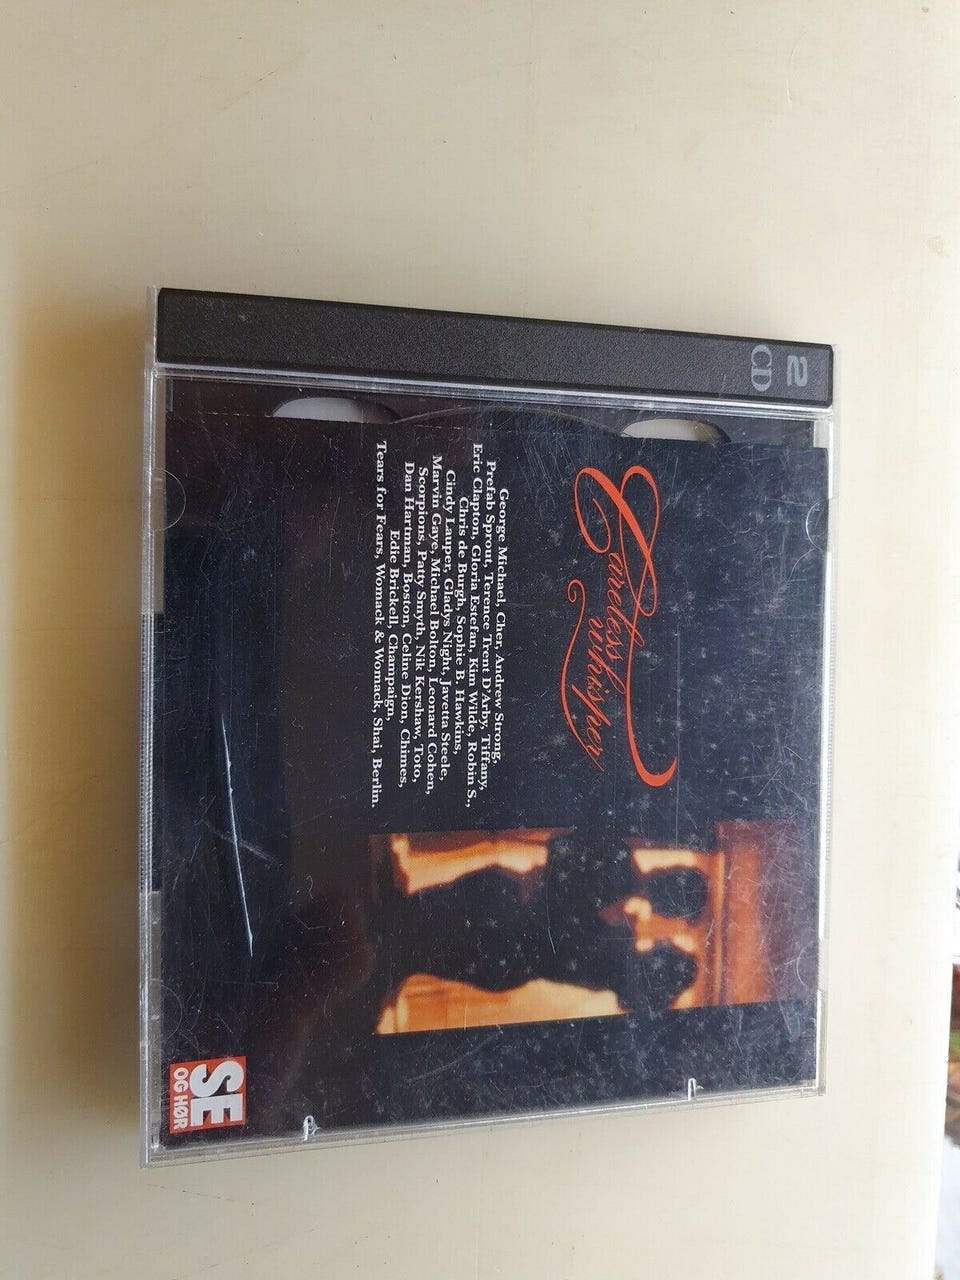 2
CD
Careless
whisper
George Michael, Cher, Andrew Strong,
Prefab Sprout, Terence Trent D'Arby, Tiffany,
Eric Clapton, Gloria Estefan, Kim Wilde, Robin S.,
Chris de Burgh, Sophie B. Hawkins,
Cindy Lauper, Gladys Night, Javetta Steele,
Marvin Gaye, Michael Bolton, Leonard Cohen,
Scorpions, Patty Smyth, Nik Kershaw, Toto,
Dan Hartman, Boston, Celine Dion, Chimes,
Edie Brickell, Champaign,
Tears for Fears, Womack & Womack, Shai, Berlin.
SE
OG HØR